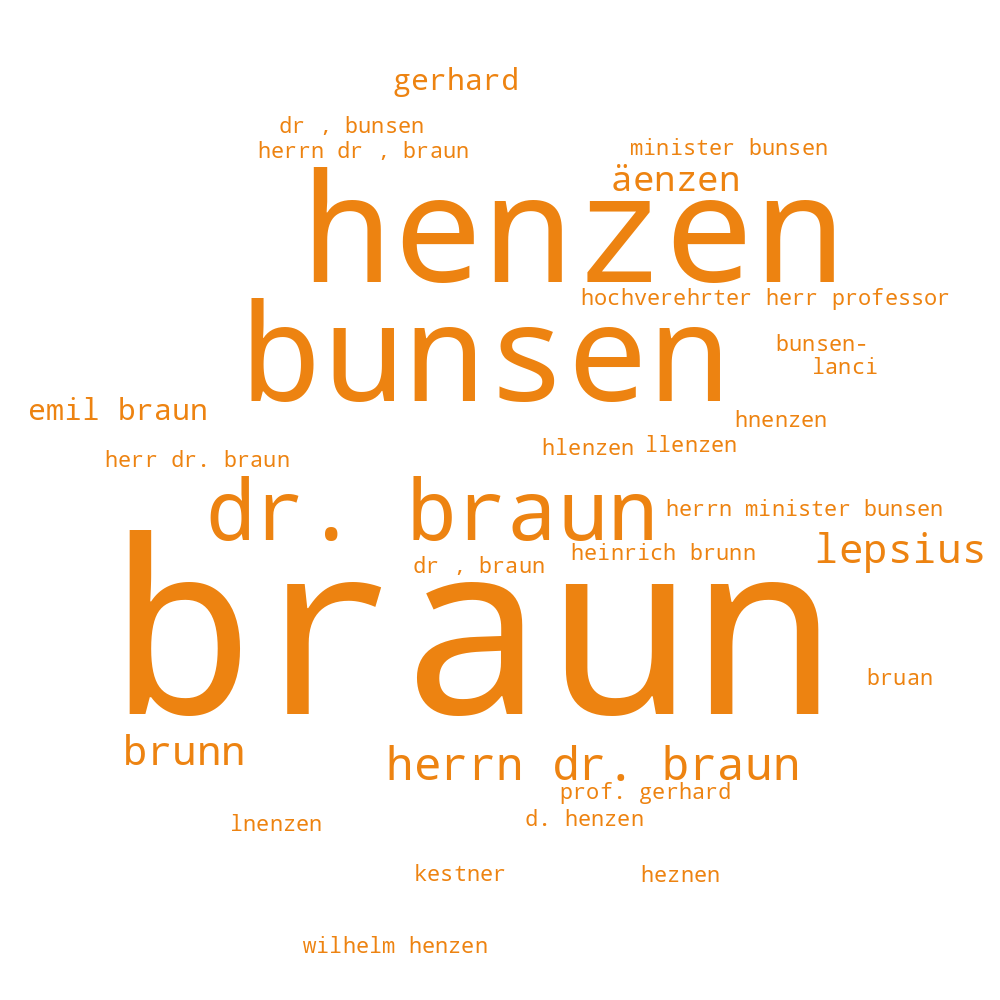 gerhard
dr , bunsen
herrn dr , braun
minister bunsen
äenzen
henzen
hochverehrter herr professor
bunsen
bunsen-
lanci
emil braun
hnenzen
hlenzen
llenzen
herr dr. braun
dr. braun
herrn minister bunsen
lepsius
heinrich brunn
dr , braun
braun
bruan
brunn
herrn dr. braun
prof. gerhard
d. henzen
lnenzen
kestner
heznen
wilhelm henzen